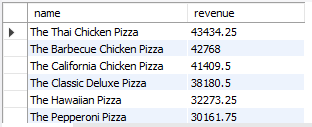 name revenue
The Thai Chicken Pizza 43434.25
The Barbecue Chicken Pizza 42768
The California Chicken Pizza 41409.5
The Classic Deluxe Pizza 38180.5
The Hawaiian Pizza 32273.25
The Pepperoni Pizza 30161.75